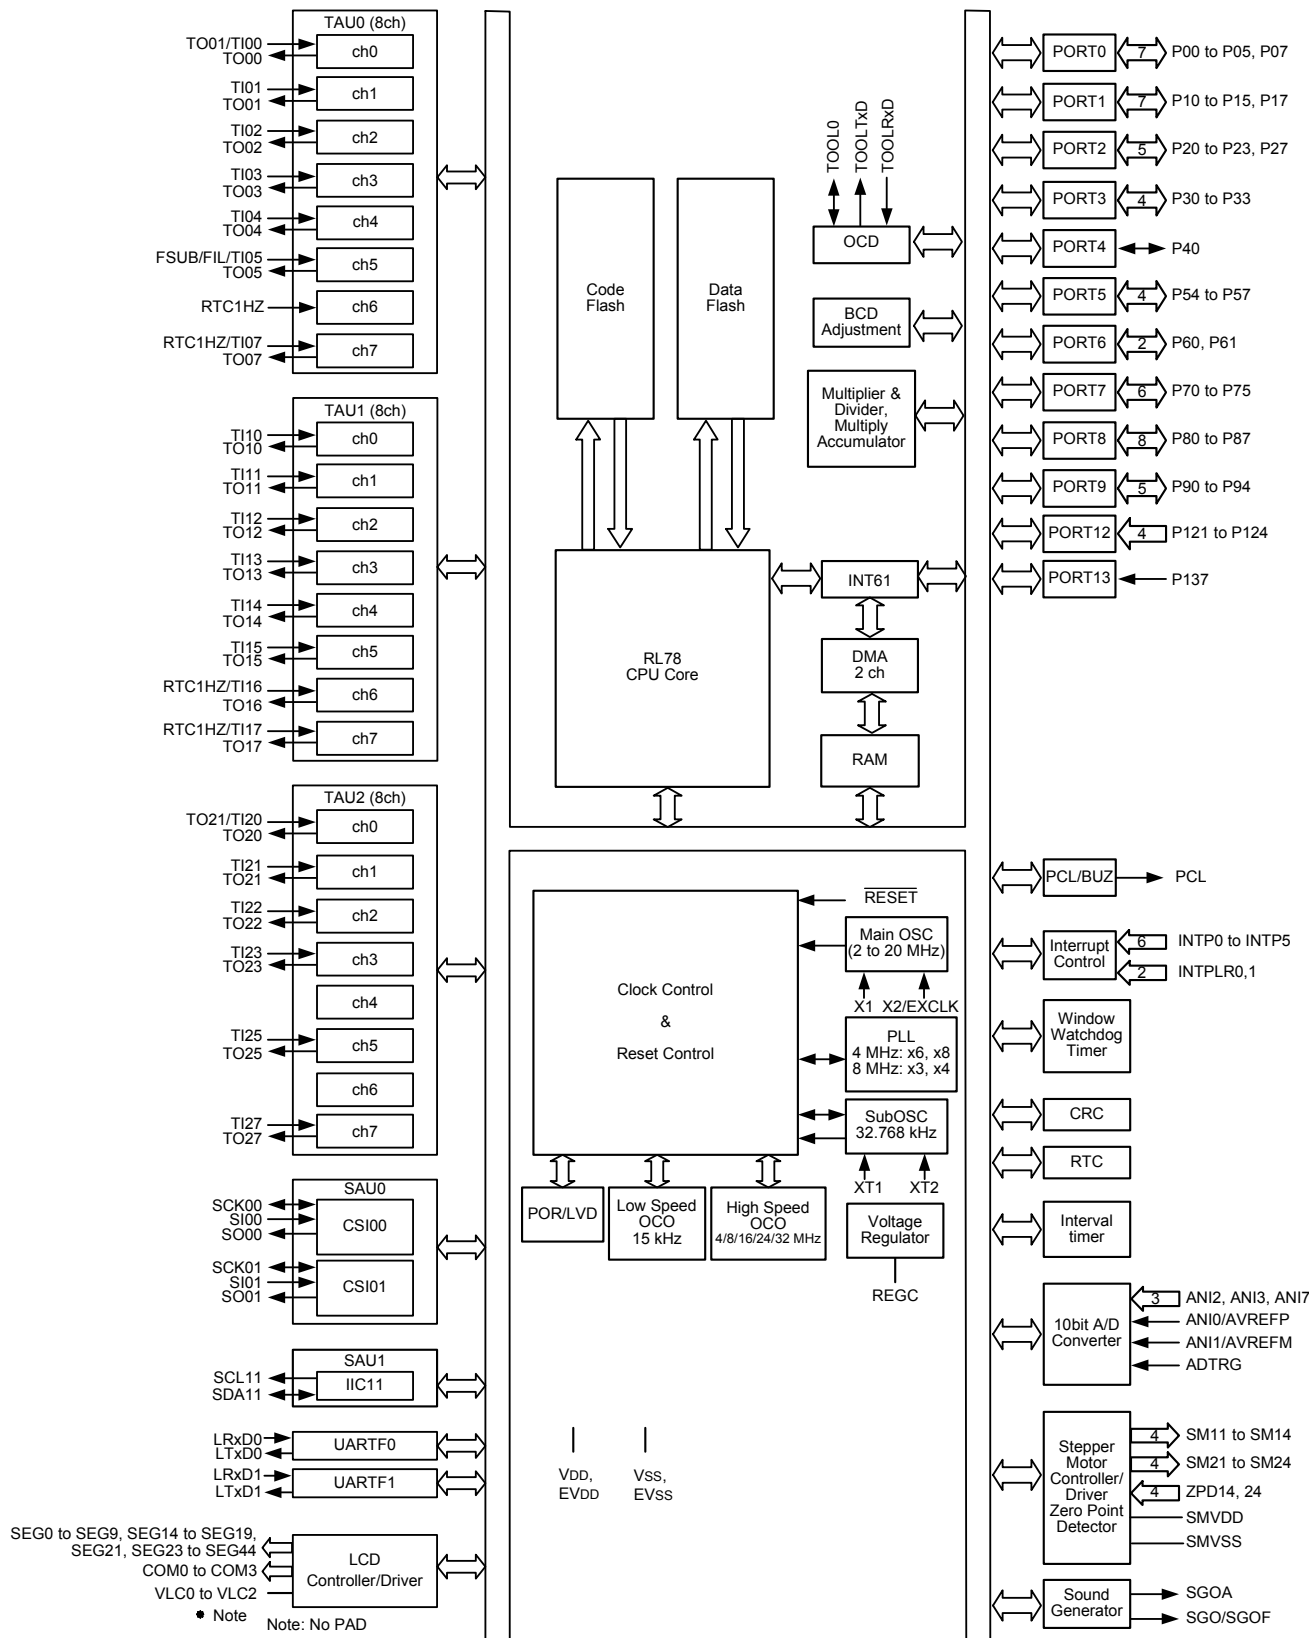 TAU0 (8ch)
TO01/TI00
TO00
ch0
TI01
TO01
ch1
TI02
TO02
ch2
TI03
TO03
ch3
TI04
TO04
ch4
FSUB/FIL/TI05
TO05
ch5
RTC1HZ
ch6
RTC1HZ/TI07
TO07
ch7
TAU1 (8ch)
TI10
TO10
ch0
TI11
TO11
ch1
TI12
TO12
ch2
TI13
TO13
ch3
TI14
TO14
ch4
TI15
TO15
ch5
RTC1HZ/TI16
TO16
ch6
RTC1HZ/TI17
TO17
ch7
TAU2 (8ch)
TO21/TI20
TO20
ch0
TI21
TO21
ch1
TI22
TO22
ch2
TI23
TO23
ch3
ch4
TI25
TO25
ch5
ch6
TI27
TO27
ch7
SAU0
SCK00
SI00
SO00
CSI00
SCK01
SI01
SO01
CSI01
SAU1
SCL11
SDA11
IIC11
LRxD0
LTxD0
UARTF0
LRxD1
LTxD1
UARTF1
SEG0 to SEG9, SEG14 to SEG19,
SEG21, SEG23 to SEG44
COM0 to COM3
VLC0 to VLC2
LCD
Controller/Driver
● Note
Note: No PAD
Code
Flash
Data
Flash
TOOL0
TOOLTxD
TOOLRxD
OCD
BCD
Adjustment
Multiplier &
Divider,
Multiply
Accumulator
RL78
CPU Core
INT61
DMA
2 ch
RAM
Clock Control
&
Reset Control
RESET
Main OSC
(2 to 20 MHz)
X1 X2/EXCLK
PLL
4 MHz: x6, x8
8 MHz: x3, x4
SubOSC
32.768 kHz
XT1 XT2
POR/LVD
Low Speed
OCO
15 kHz
High Speed
OCO
4/8/16/24/32 MHz
Voltage
Regulator
REGC
VDD,
EVDD
VSS,
EVSS
PORT0 7 P00 to P05, P07
PORT1 7 P10 to P15, P17
PORT2 5 P20 to P23, P27
PORT3 4 P30 to P33
PORT4 P40
PORT5 4 P54 to P57
PORT6 2 P60, P61
PORT7 6 P70 to P75
PORT8 8 P80 to P87
PORT9 5 P90 to P94
PORT12 4 P121 to P124
PORT13 P137
PCL/BUZ PCL
Interrupt
Control
6 INTP0 to INTP5
2 INTPLR0,1
Window
Watchdog
Timer
CRC
RTC
Interval
timer
10bit A/D
Converter
3 ANI2, ANI3, ANI7
ANI0/AVREFP
ANI1/AVREFM
ADTRG
Stepper
Motor
Controller/
Driver
Zero Point
Detector
4 SM11 to SM14
4 SM21 to SM24
4 ZPD14, 24
SMVDD
SMVSS
Sound
Generator
SGOA
SGO/SGOF